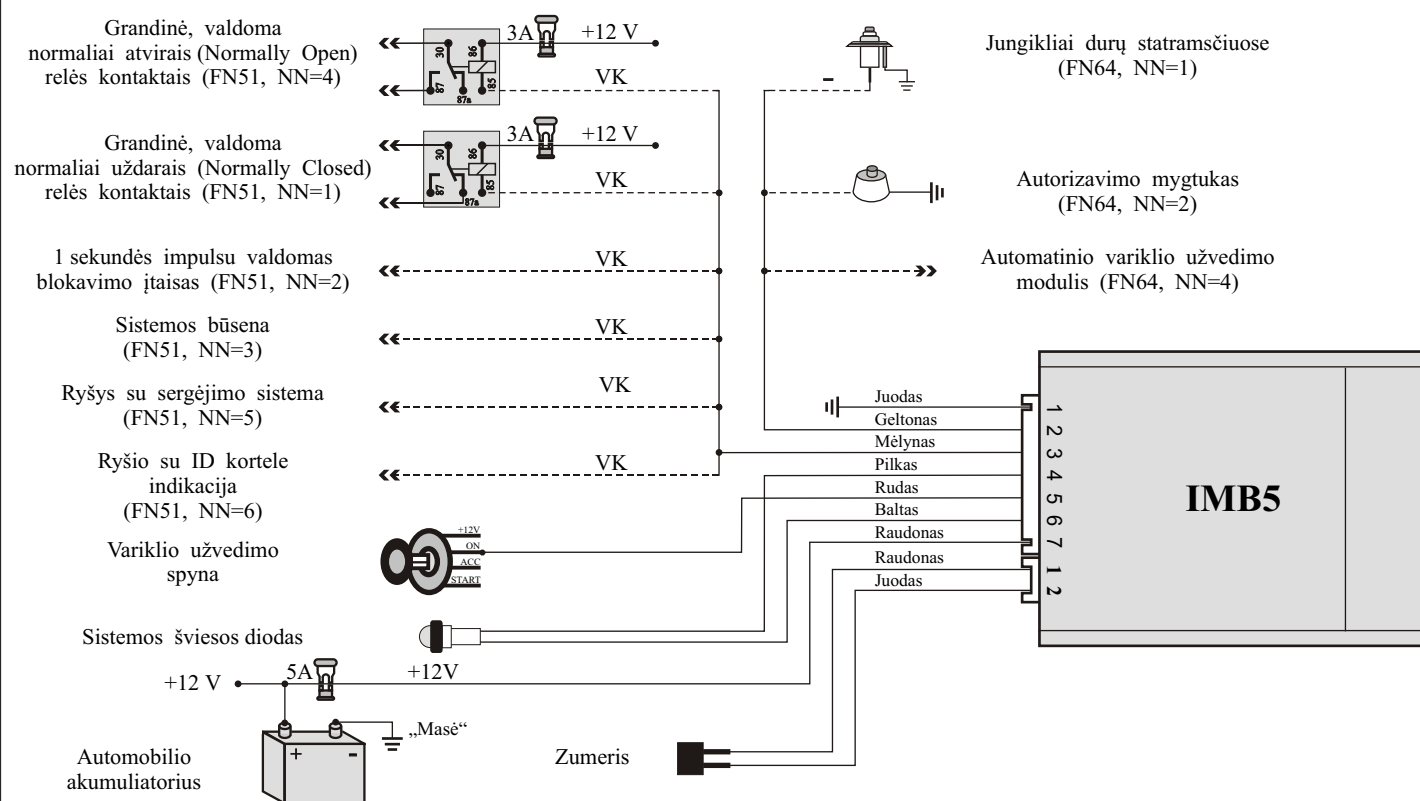 Grandinė, valdoma
normaliai atvirais (Normally Open)
relės kontaktais (FN51, NN=4)
30
86
87
87a
85
3A
+12 V
VK
Grandinė, valdoma
normaliai uždarais (Normally Closed)
relės kontaktais (FN51, NN=1)
30
86
87
87a
85
3A
+12 V
VK
1 sekundės impulsu valdomas
blokavimo įtaisas (FN51, NN=2)
VK
Sistemos būsena
(FN51, NN=3)
VK
Ryšys su sergėjimo sistema
(FN51, NN=5)
VK
Ryšio su ID kortele
indikacija
(FN51, NN=6)
VK
Variklio užvedimo
spyna
+12V
ON
ACC
START
Sistemos šviesos diodas
+12 V
5A
+12V
+ -
„Masė“
Automobilio
akumuliatorius
Zumeris
–
Jungikliai durų statramsčiuose
(FN64, NN=1)
Autorizavimo mygtukas
(FN64, NN=2)
Automatinio variklio užvedimo
modulis (FN64, NN=4)
Juodas 1
Geltonas 2
Mėlynas 3
Pilkas 4
Rudas 5
Baltas 6
Raudonas 7
Raudonas 1
Juodas 2
IMB5